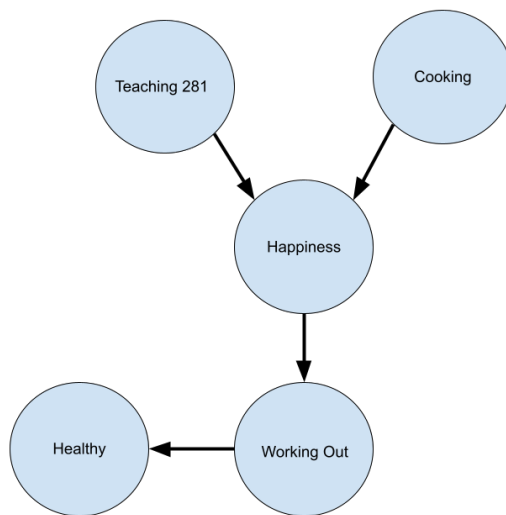 Teaching 281
Cooking
Happiness
Healthy
Working Out